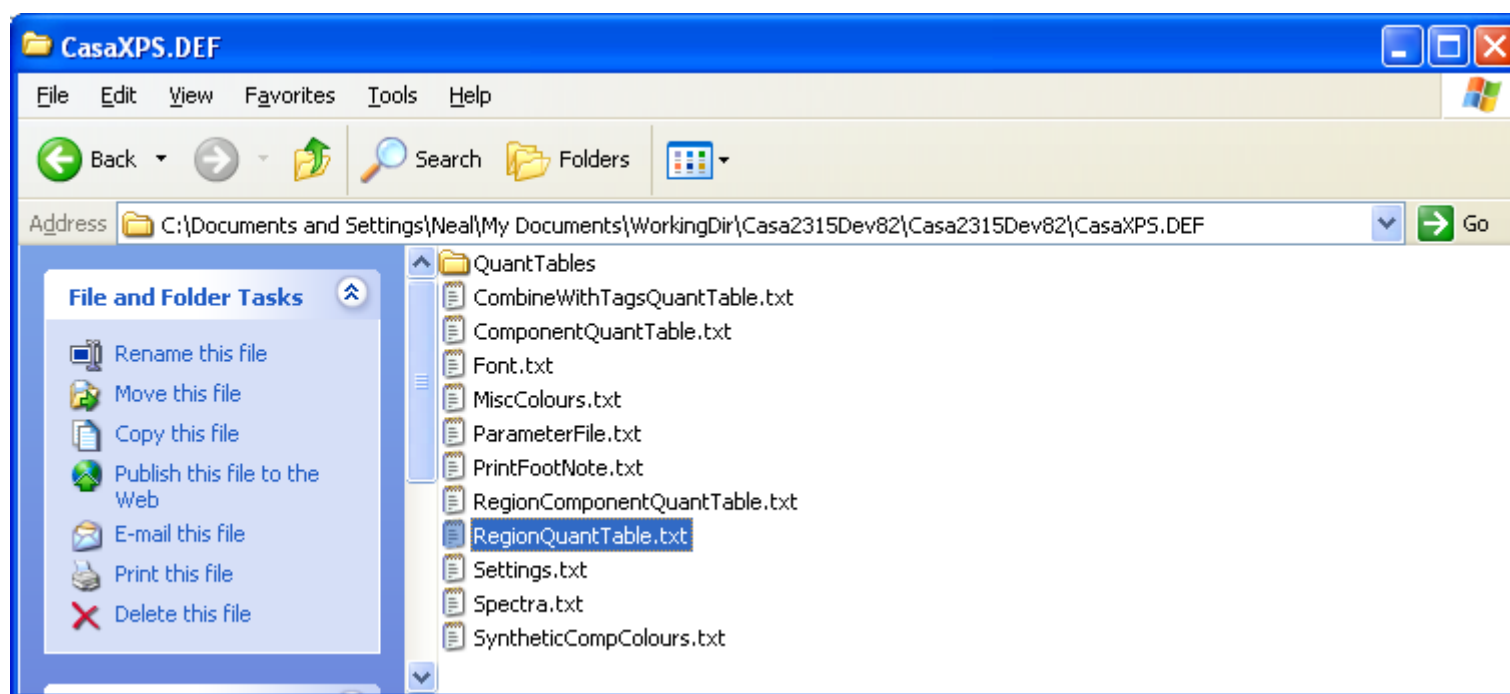 CasaXPS.DEF
File Edit View Favorites Tools Help
Back Search Folders
Address C:\Documents and Settings\Neal\My Documents\WorkingDir\Casa2315Dev82\Casa2315Dev82\CasaXPS.DEF Go
File and Folder Tasks
Rename this file
Move this file
Copy this file
Publish this file to the
Web
E-mail this file
Print this file
Delete this file
QuantTables
CombineWithTagsQuantTable.txt
ComponentQuantTable.txt
Font.txt
MiscColours.txt
ParameterFile.txt
PrintFootNote.txt
RegionComponentQuantTable.txt
RegionQuantTable.txt
Settings.txt
Spectra.txt
SyntheticCompColours.txt